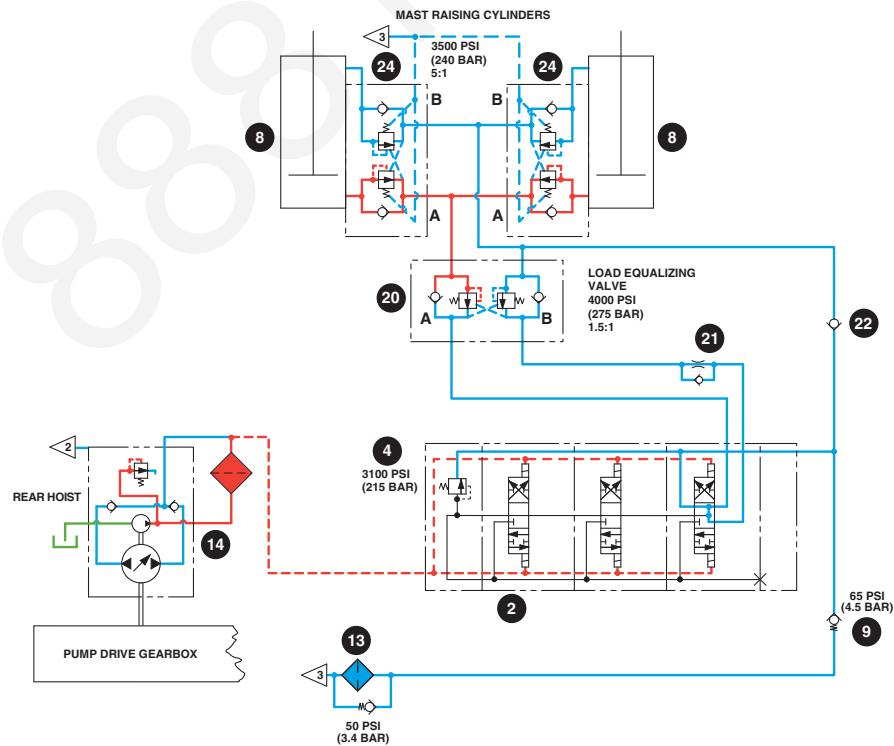 MAST RAISING CYLINDERS
3
3500 PSI
(240 BAR)
5:1
24
24
B
B
8
8
A
A
LOAD EQUALIZING
VALVE
4000 PSI
(275 BAR)
1.5:1
20
A
B
22
21
2
4
3100 PSI
(215 BAR)
REAR HOIST
14
2
65 PSI
(4.5 BAR)
9
PUMP DRIVE GEARBOX
13
3
50 PSI
(3.4 BAR)